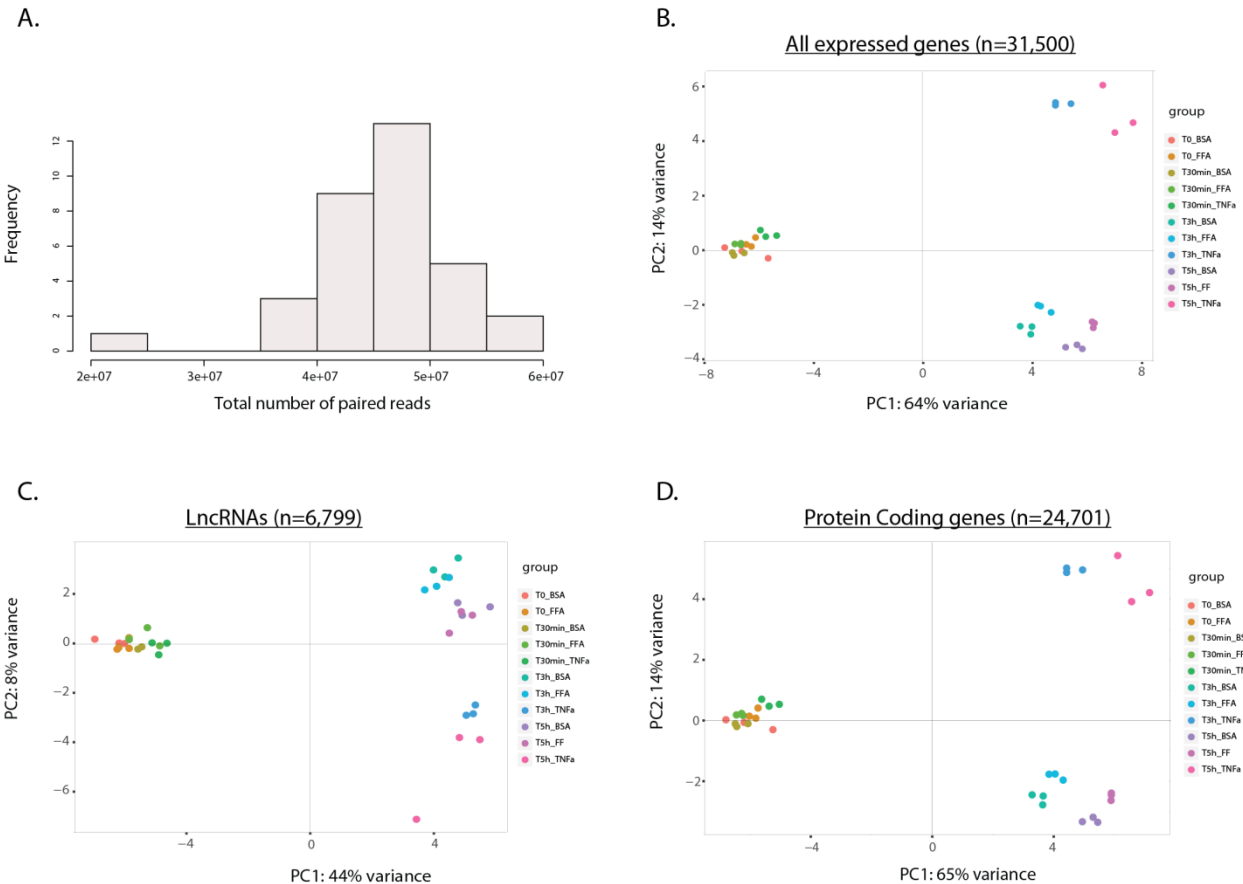 A.
Frequency
12
10
8
6
4
2
0
2e+07 3e+07 4e+07 5e+07 6e+07
Total number of paired reads
B.
All expressed genes (n=31,500)
PC2: 14% variance
6
4
2
0
−2
−4
−8 −4 0 4 8
PC1: 64% variance
group
T0_BSA
T0_FFA
T30min_BSA
T30min_FFA
T30min_TNFa
T3h_BSA
T3h_FFA
T3h_TNFa
T5h_BSA
T5h_FF
T5h_TNFa
C.
LncRNAs (n=6,799)
PC2: 8% variance
2
0
−2
−4
−6
−4 0 4
PC1: 44% variance
group
T0_BSA
T0_FFA
T30min_BSA
T30min_FFA
T30min_TNFa
T3h_BSA
T3h_FFA
T3h_TNFa
T5h_BSA
T5h_FF
T5h_TNFa
D.
Protein Coding genes (n=24,701)
PC2: 14% variance
4
2
0
−2
0 4
PC1: 65% variance
group
T0_BSA
T0_FFA
T30min_BS
T30min_FF
T30min_TN
T3h_BSA
T3h_FFA
T3h_TNFa
T5h_BSA
T5h_FF
T5h_TNFa